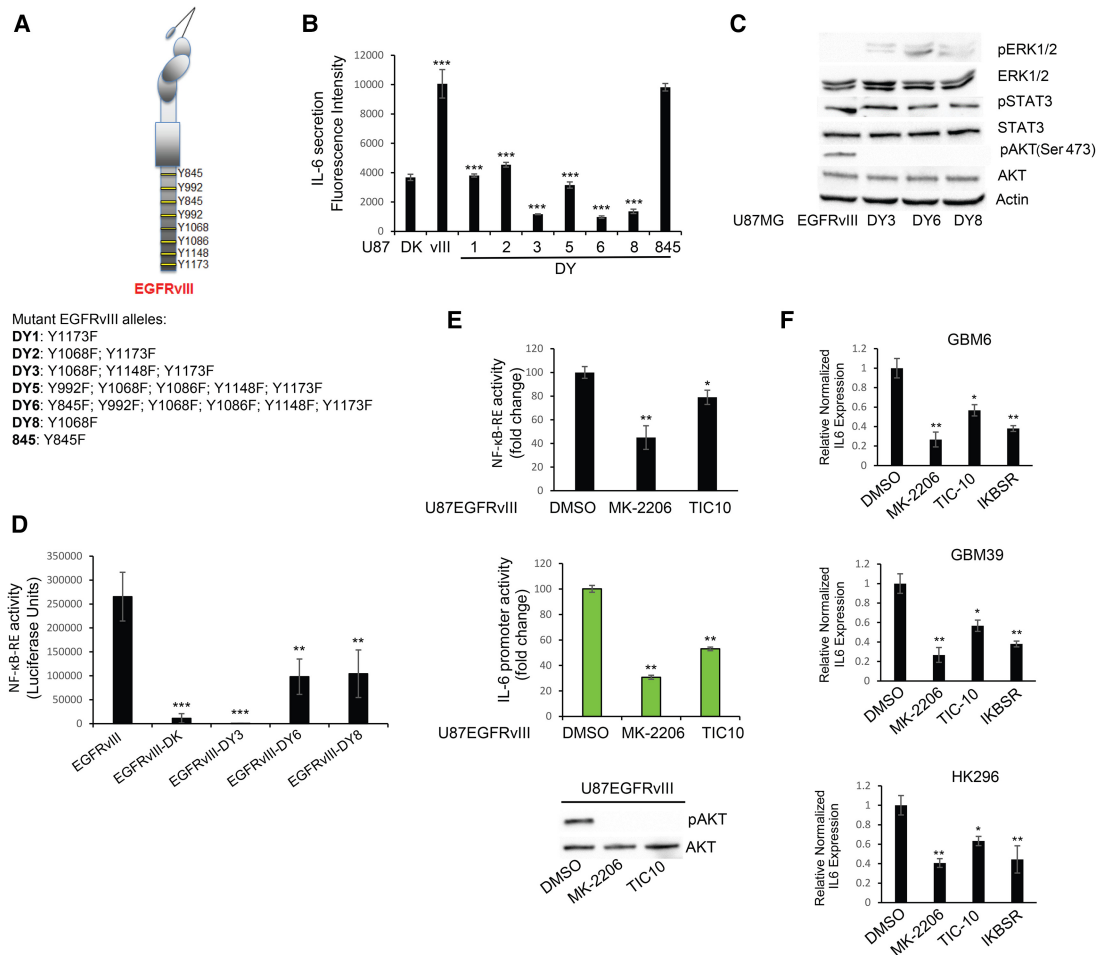 A
Y845
Y992
Y845
Y992
Y1068
Y1086
Y1148
Y1173
EGFRvIII
Mutant EGFRvIII alleles:
DY1: Y1173F
DY2: Y1068F; Y1173F
DY3: Y1068F; Y1148F; Y1173F
DY5: Y992F; Y1068F; Y1086F; Y1148F; Y1173F
DY6: Y845F; Y992F; Y1068F; Y1086F; Y1148F; Y1173F
DY8: Y1068F
845: Y845F
B
IL-6 secretion
Fluorescence Intensity
12000
10000
8000
6000
4000
2000
0
***
***
***
***
***
***
***
U87 DK vIII 1 2 3 5 6 8 845
DY
C
pERK1/2
ERK1/2
pSTAT3
STAT3
pAKT(Ser 473)
AKT
Actin
U87MG EGFRvIII DY3 DY6 DY8
D
NF-κB-RE activity
(Luciferase Units)
350000
300000
250000
200000
150000
100000
50000
0
*** *** ** **
EGFRvIII
EGFRvIII-DK
EGFRvIII-DY3
EGFRvIII-DY6
EGFRvIII-DY8
E
NF-κB-RE activity
(fold change)
120
100
80
60
40
20
0
** *
U87EGFRvIII DMSO MK-2206 TIC10
IL-6 promoter activity
(fold change)
120
100
80
60
40
20
0
** **
U87EGFRvIII DMSO MK-2206 TIC10
U87EGFRvIII
pAKT
AKT
DMSO
MK-2206
TIC10
F
GBM6
Relative Normalized
IL6 Expression
1.2
1
0.8
0.6
0.4
0.2
0
** * **
DMSO
MK-2206
TIC-10
IKBSR
GBM39
Relative Normalized
IL6 Expression
1.2
1
0.8
0.6
0.4
0.2
0
** * **
DMSO
MK-2206
TIC-10
IKBSR
HK296
Relative Normalized
IL6 Expression
1.2
1
0.8
0.6
0.4
0.2
0
** * **
DMSO
MK-2206
TIC-10
IKBSR